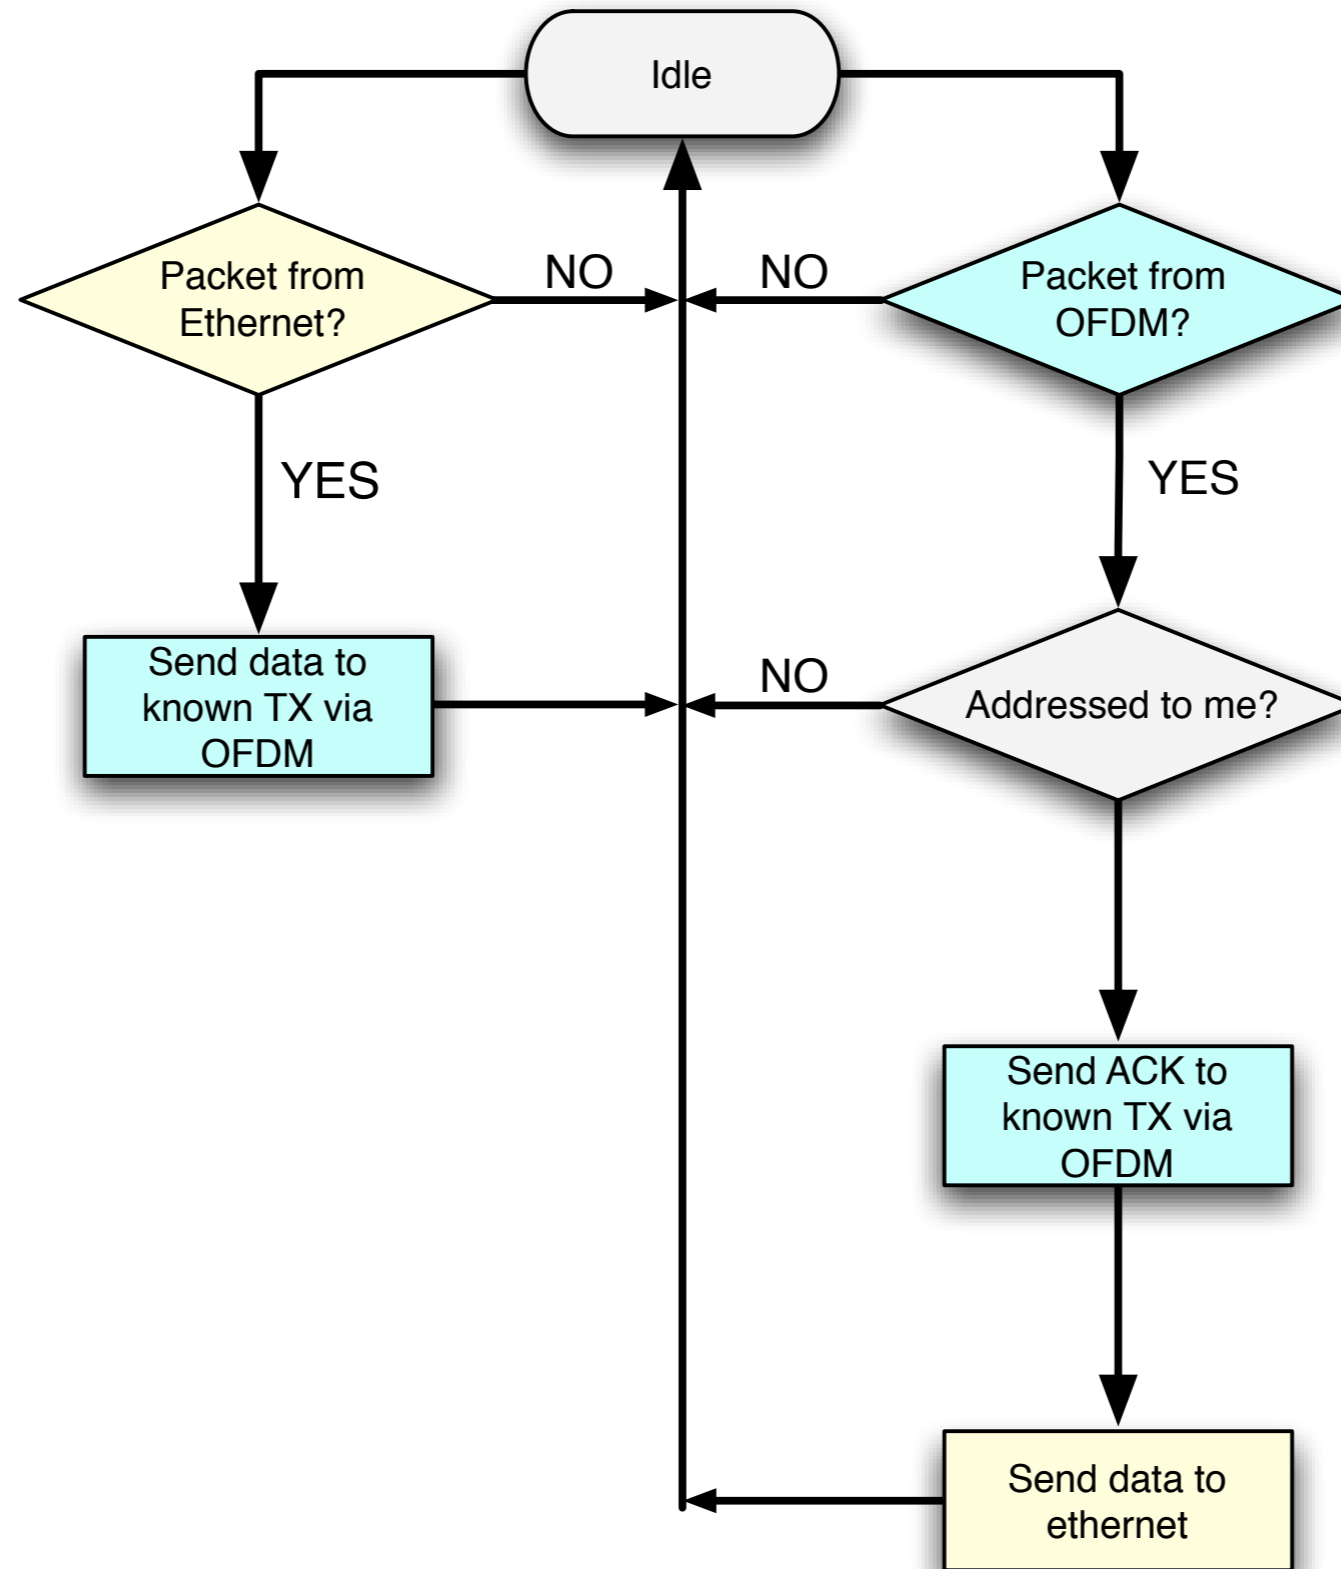 Idle
Packet from
Ethernet?
NO
NO
Packet from
OFDM?
YES
YES
Send data to
known TX via
OFDM
NO
Addressed to me?
Send ACK to
known TX via
OFDM
Send data to
ethernet